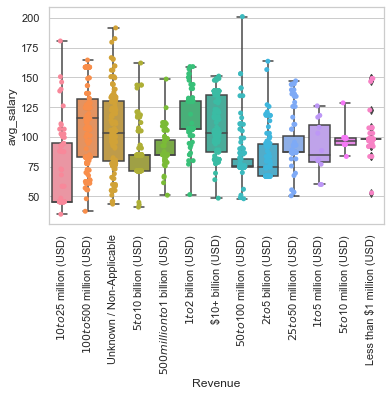 200
175
150
125
100
75
50
avg_salary
10to25 million (USD)
100to500 million (USD)
Unknown / Non-Applicable
5to10 billion (USD)
500millionto1 billion (USD)
1to2 billion (USD)
$10+ billion (USD)
50to100 million (USD)
2to5 billion (USD)
25to50 million (USD)
1to5 million (USD)
5to10 million (USD)
Less than $1 million (USD)
Revenue